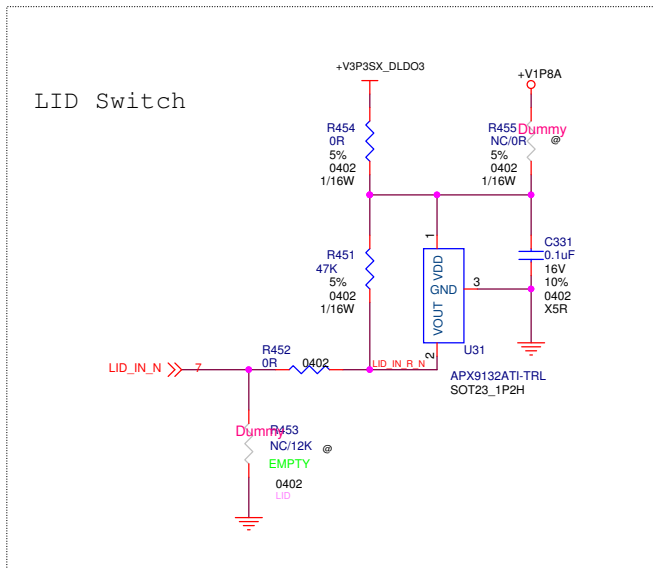 +V3P3SX_DLDO3
+V1P8A
LID Switch
R454
0R
5%
0402
1/16W
R455
Dummy
NC/0R
@
5%
0402
1/16W
R451
47K
5%
0402
1/16W
1
VDD
GND
VOUT
3
2
U31
C331
0.1uF
16V
10%
0402
X5R
APX9132ATI-TRL
SOT23_1P2H
LID_IN_N
7
R452
0R
0402
LID_IN_R_N
R453
Dummy
NC/12K
@
EMPTY
0402
LID